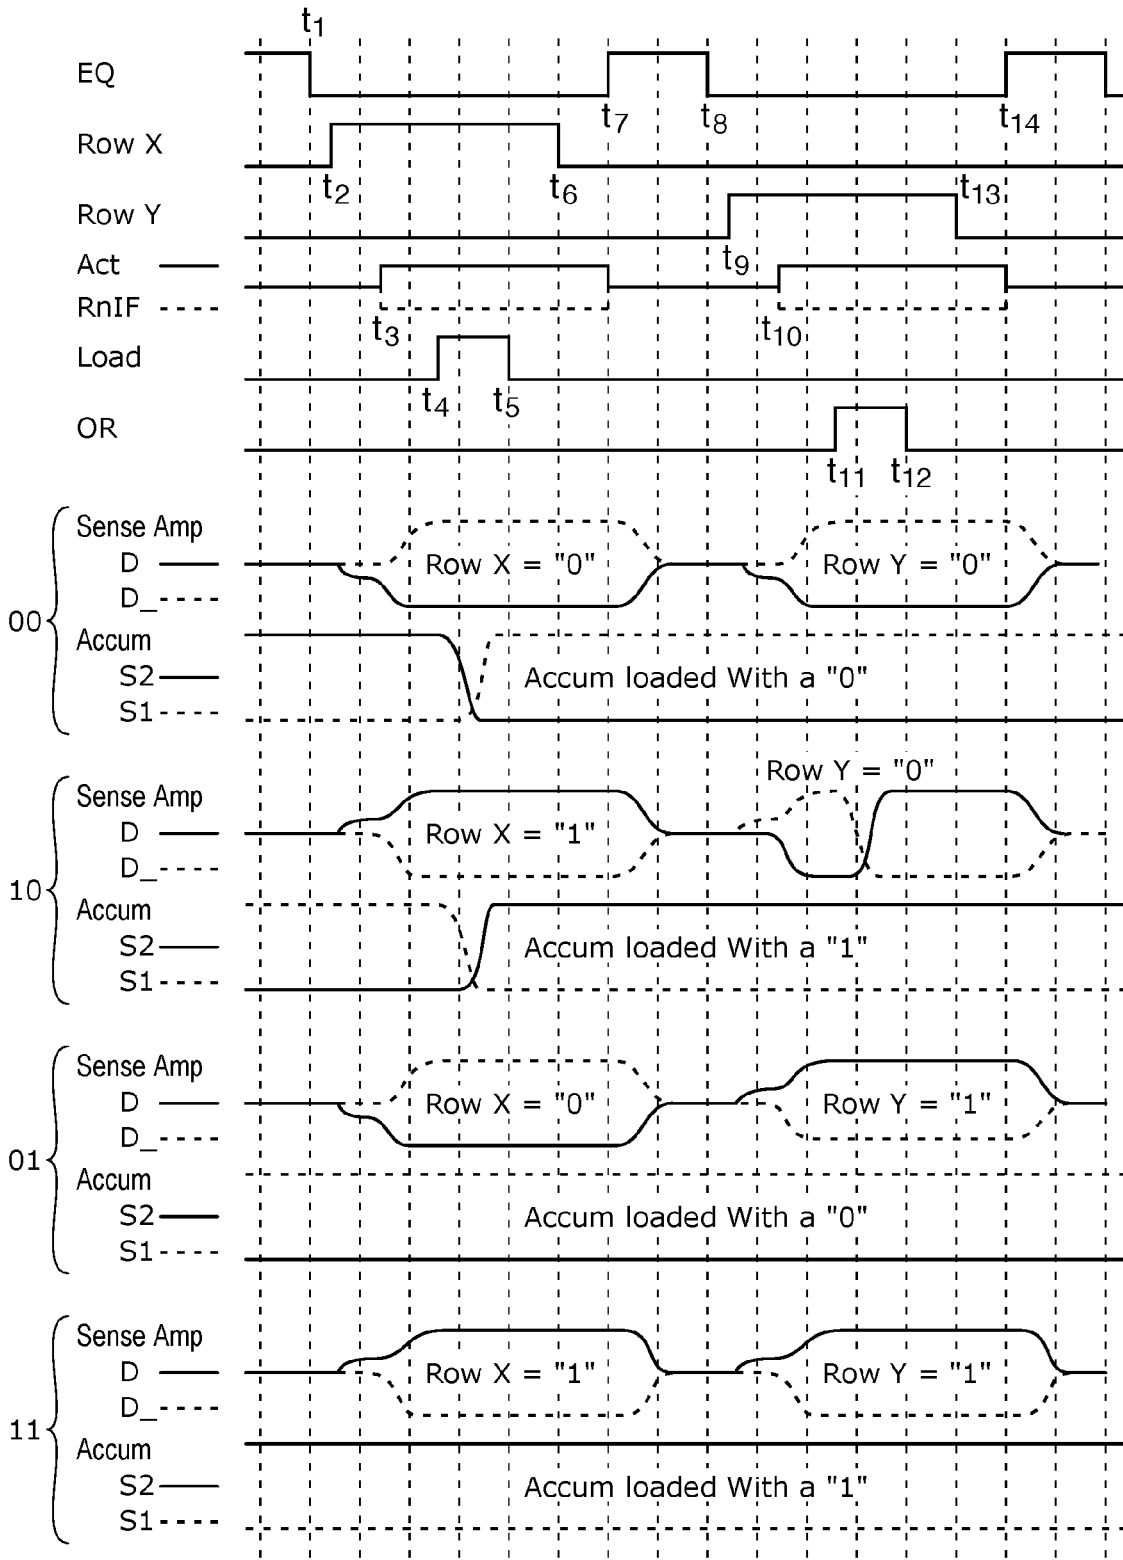 t1
EQ
t7 t8 t14
Row X
t2 t6 t13
Row Y
t9
Act
RnIF
t3 t10
Load
t4 t5
OR
t11 t12
00
Sense Amp
D
D_
Row X = "0" Row Y = "0"
Accum
S2
S1
Accum loaded With a "0"
10
Sense Amp
D
D_
Row X = "1" Row Y = "0"
Accum
S2
S1
Accum loaded With a "1"
01
Sense Amp
D
D_
Row X = "0" Row Y = "1"
Accum
S2
S1
Accum loaded With a "0"
11
Sense Amp
D
D_
Row X = "1" Row Y = "1"
Accum
S2
S1
Accum loaded With a "1"